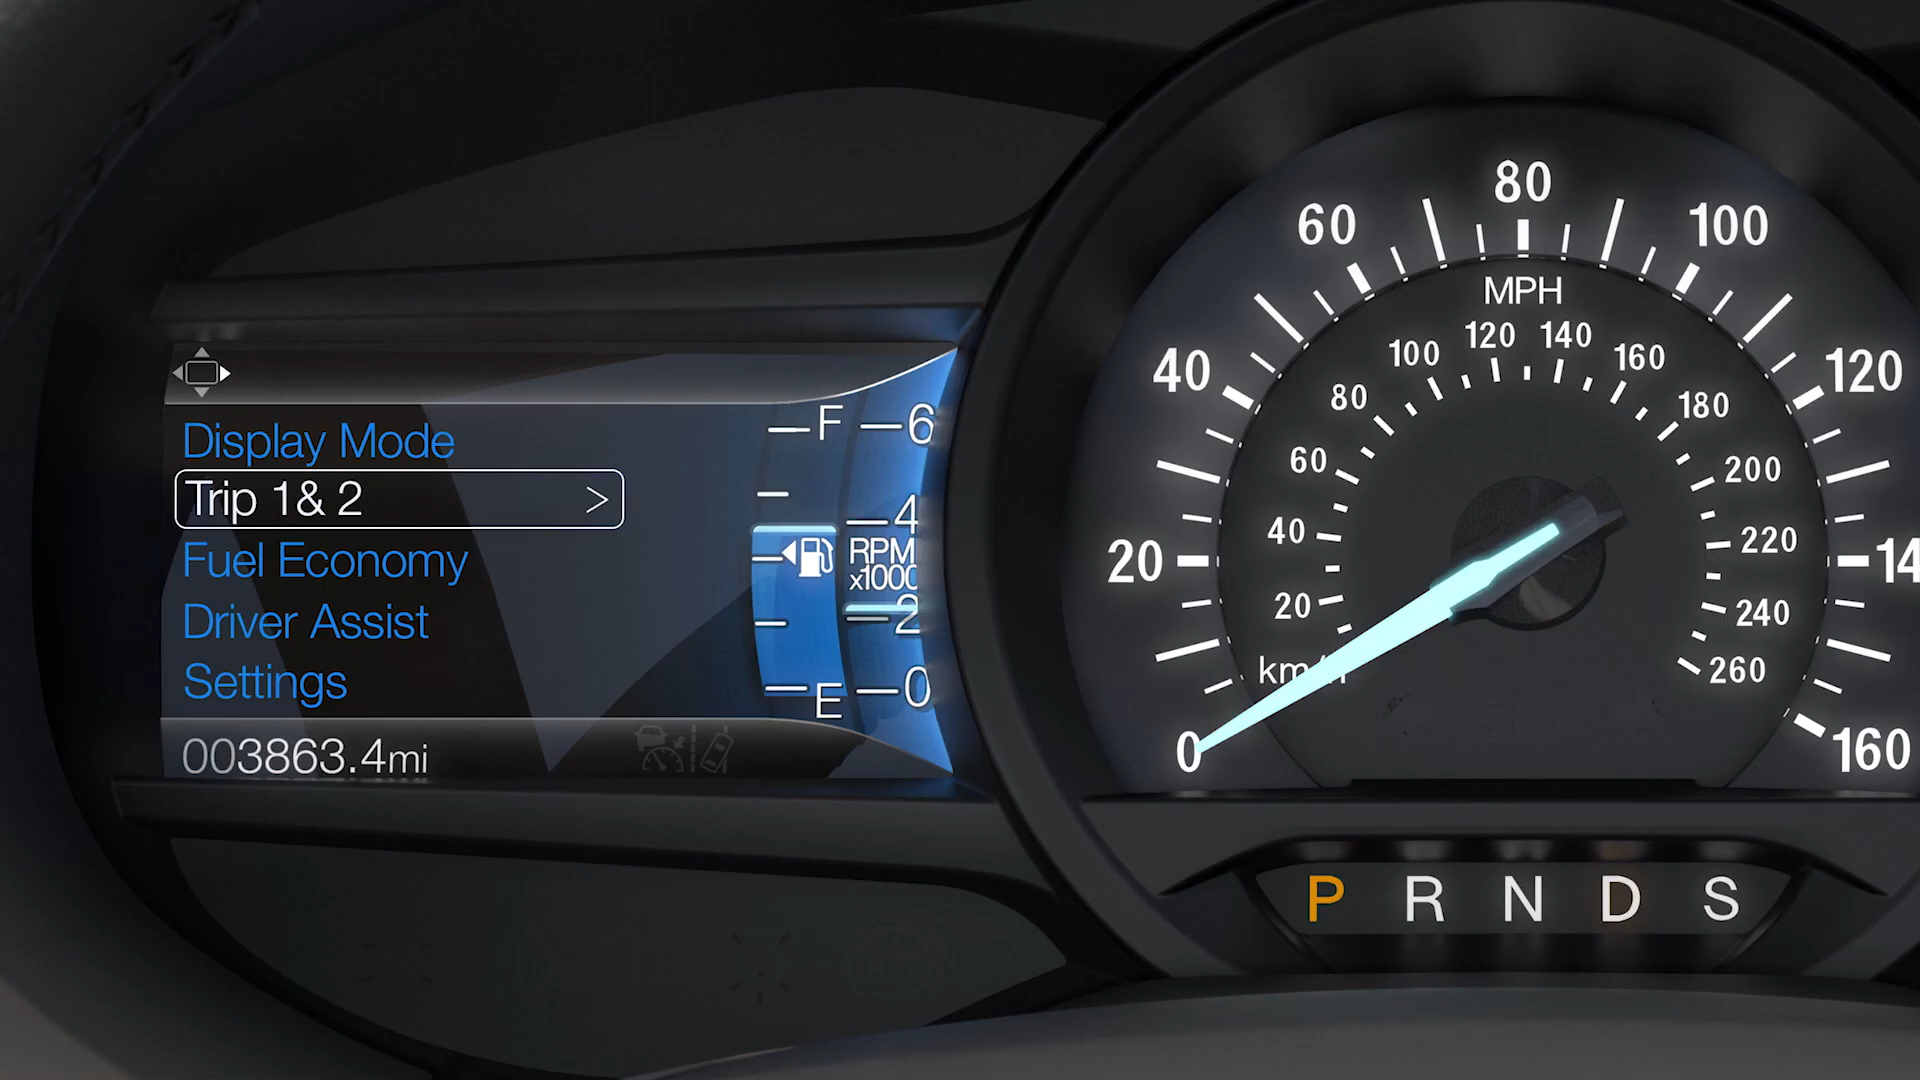 Display Mode
Trip 1& 2 >
Fuel Economy
Driver Assist
Settings
003863.4mi
F
E
6
4
RPM
x1000
2
0
0
20
40
60
80
100
120
14
160
MPH
20
40
60
80
100
120
140
160
180
200
220
240
260
P R N D S